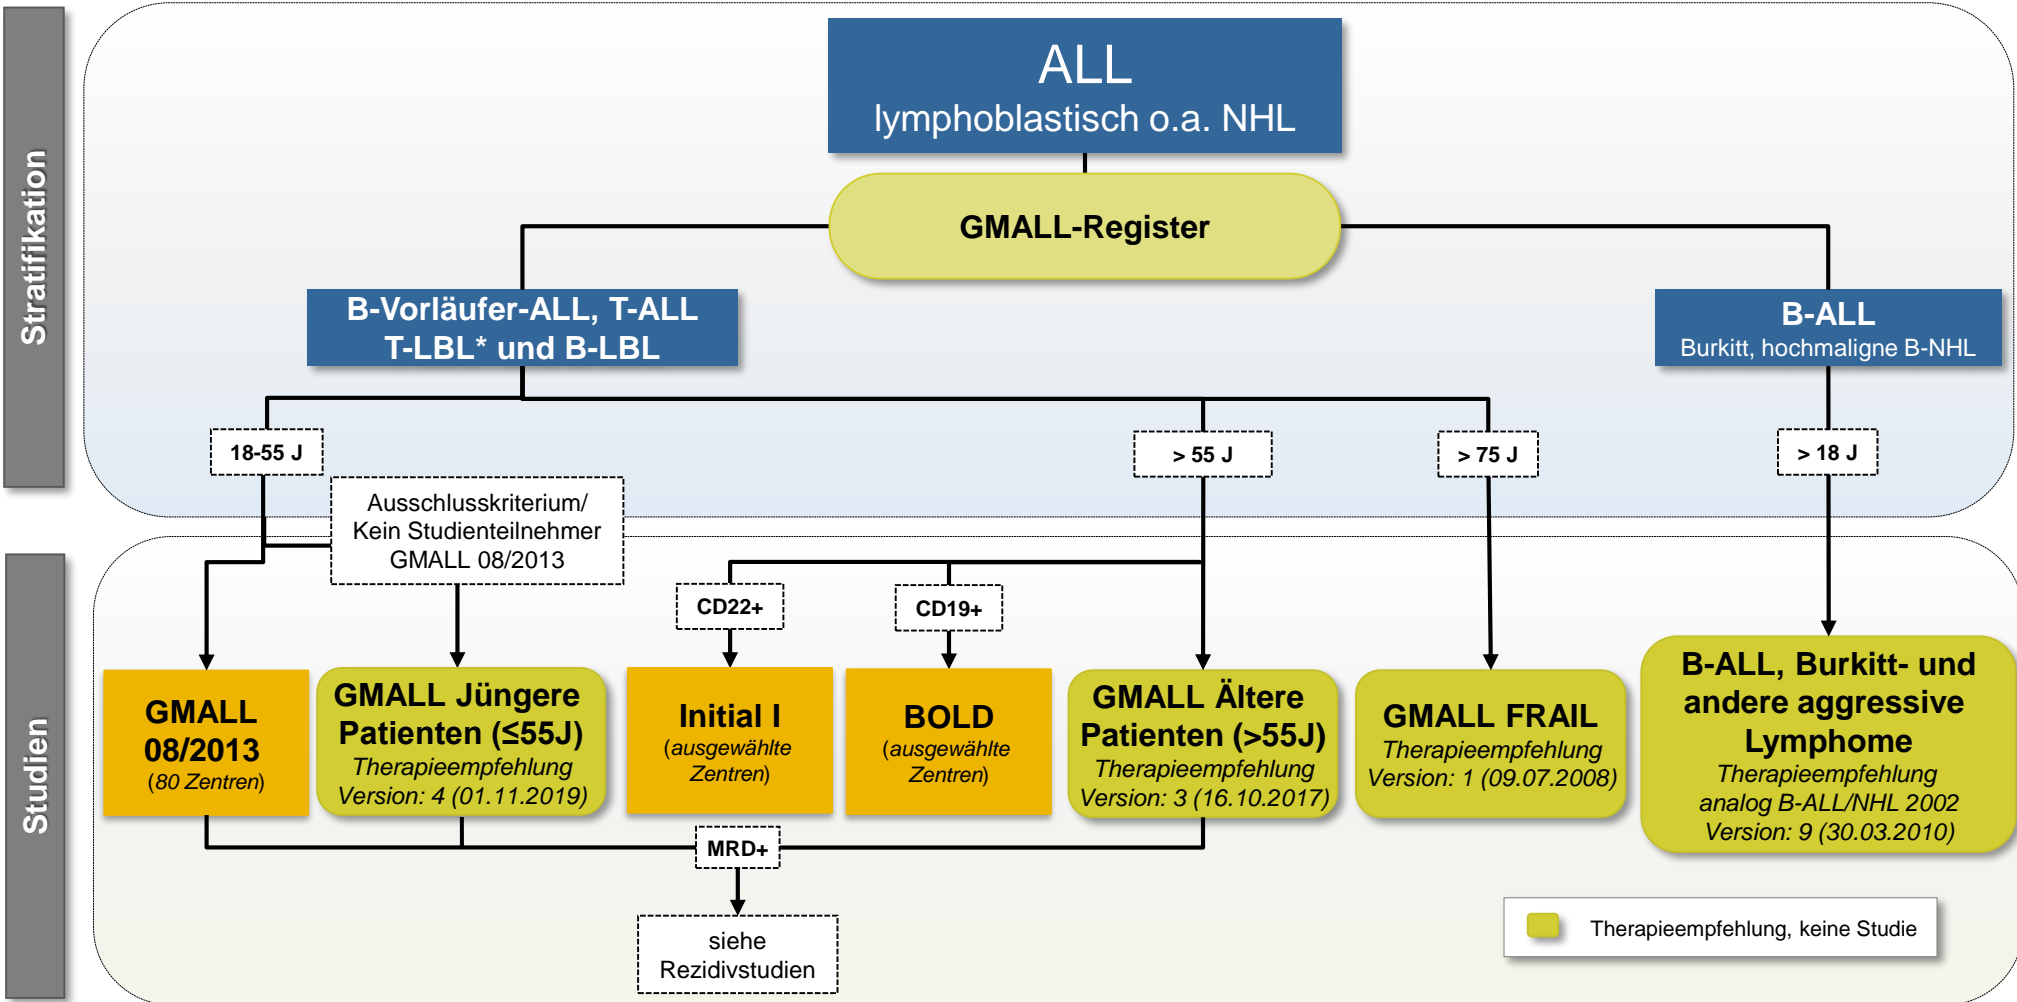 Stratifikation
ALL
lymphoblastisch o.a. NHL
GMALL-Register
B-Vorläufer-ALL, T-ALL
T-LBL* und B-LBL
B-ALL
Burkitt, hochmaligne B-NHL
18-55 J
> 55 J
> 75 J
> 18 J
Ausschlusskriterium/
Kein Studienteilnehmer
GMALL 08/2013
Studien
CD22+
CD19+
GMALL
08/2013
(80 Zentren)
GMALL Jüngere
Patienten (≤55J)
Therapieempfehlung
Version: 4 (01.11.2019)
Initial I
(ausgewählte
Zentren)
BOLD
(ausgewählte
Zentren)
GMALL Ältere
Patienten (>55J)
Therapieempfehlung
Version: 3 (16.10.2017)
GMALL FRAIL
Therapieempfehlung
Version: 1 (09.07.2008)
B-ALL, Burkitt- und
andere aggressive
Lymphome
Therapieempfehlung
analog B-ALL/NHL 2002
Version: 9 (30.03.2010)
MRD+
siehe
Rezidivstudien
Therapieempfehlung, keine Studie